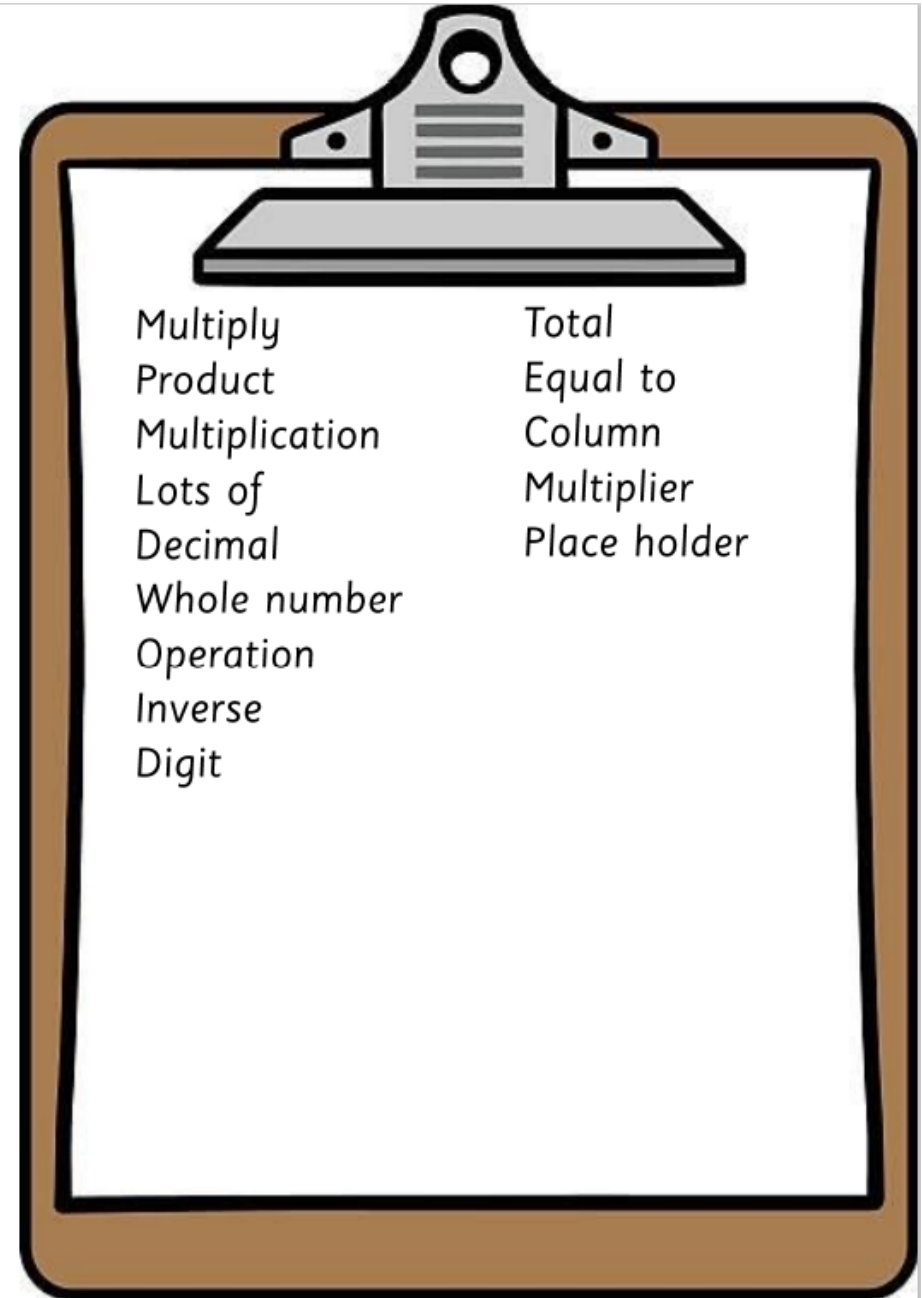 Multiply
Product
Multiplication
Lots of
Decimal
Whole number
Operation
Inverse
Digit
Total
Equal to
Column
Multiplier
Place holder